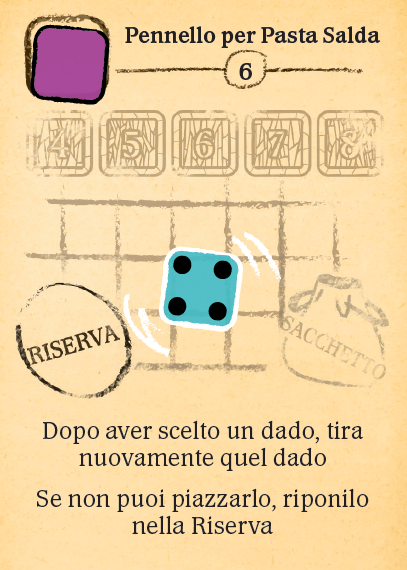 Pennello per Pasta Salda
6
4 5 6 7 8
RISERVA
SACCHETTO
Dopo aver scelto un dado, tira
nuovamente quel dado
Se non puoi piazzarlo, riponilo
nella Riserva